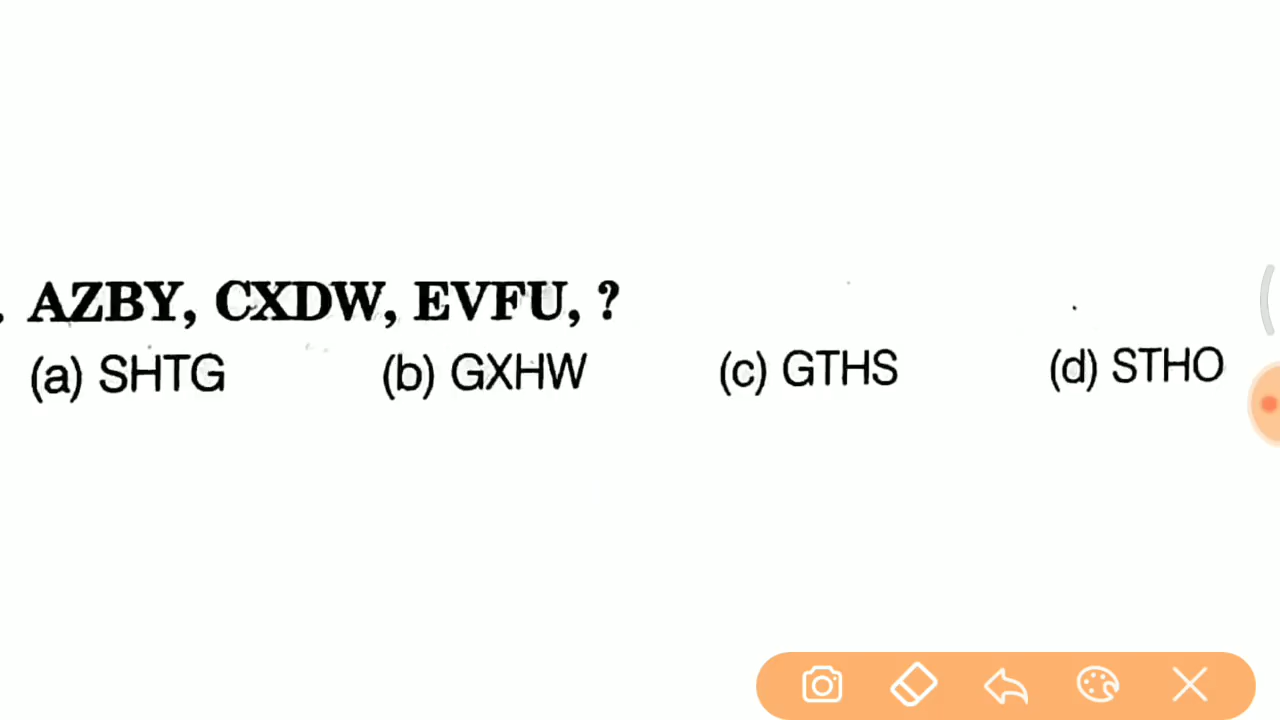 . AZBY, CXDW, EVFU, ?
(a) SHTG (b) GXHW (c) GTHS (d) STHO